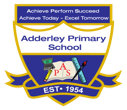 Achieve Perform Succeed
Achieve Today - Excel Tomorrow
Adderley Primary
School
EST• 1954